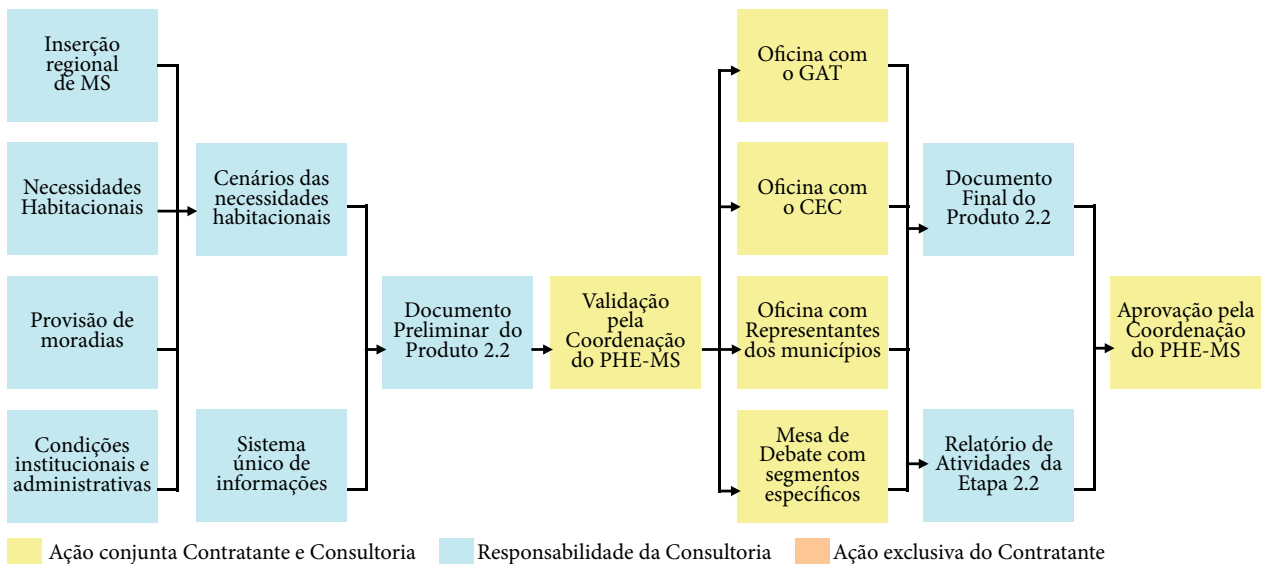 Inserção
regional
de MS
Necessidades
Habitacionais
Provisão de
moradias
Condições
institucionais e
administrativas
Cenários das
necessidades
habitacionais
Sistema
único de
informações
Documento
Preliminar do
Produto 2.2
Validação
pela
Coordenação
do PHE-MS
Oficina com
o GAT
Oficina com
o CEC
Oficina com
Representantes
dos municípios
Mesa de
Debate com
segmentos
específicos
Documento
Final do
Produto 2.2
Relatório de
Atividades da
Etapa 2.2
Aprovação pela
Coordenação
do PHE-MS
Ação conjunta Contratante e Consultoria
Responsabilidade da Consultoria
Ação exclusiva do Contratante